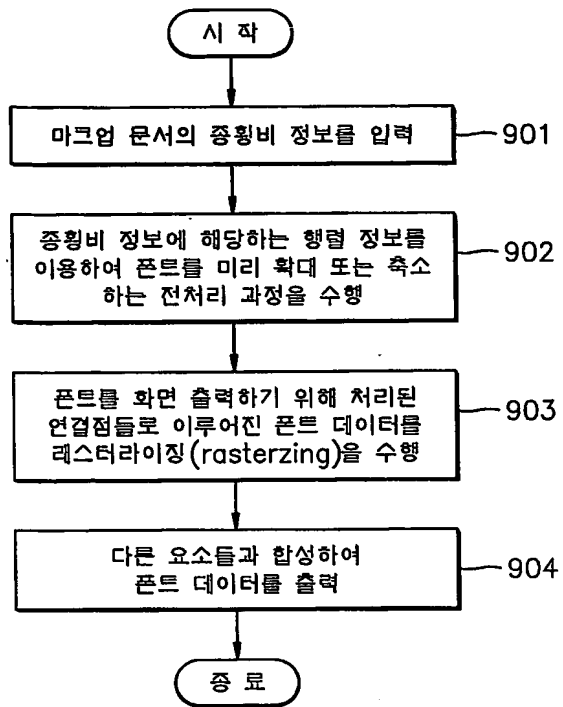 시 작
마크업 문서의 종횡비 정보를 입력
901
종횡비 정보에 해당하는 행렬 정보를
이용하여 폰트를 미리 확대 또는 축소
하는 전처리 과정을 수행
902
폰트를 화면 출력하기 위해 처리된
연결점들로 이루어진 폰트 데이터를
래스터라이징(rasterzing)을 수행
903
다른 요소들과 합성하여
폰트 데이터를 출력
904
종 료